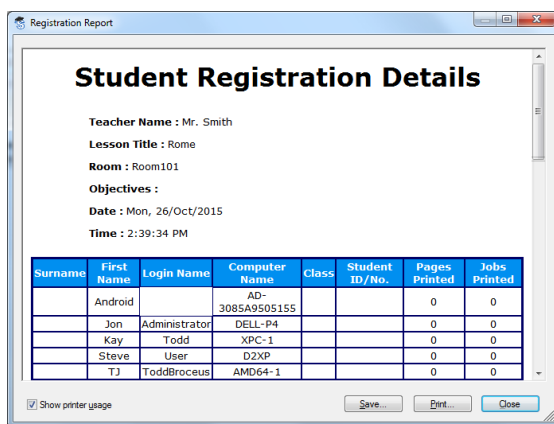 Registration Report
Student Registration Details
Teacher Name : Mr. Smith
Lesson Title : Rome
Room : Room101
Objectives :
Date : Mon, 26/Oct/2015
Time : 2:39:34 PM
Surname First Name Login Name Computer Name Class Student ID/No. Pages Printed Jobs Printed
Android AD-3085A9505155 0 0
Jon Administrator DELL-P4 0 0
Kay Todd XPC-1 0 0
Steve User D2XP 0 0
TJ ToddBroceus AMD64-1 0 0
Show printer usage Save... Print... Close